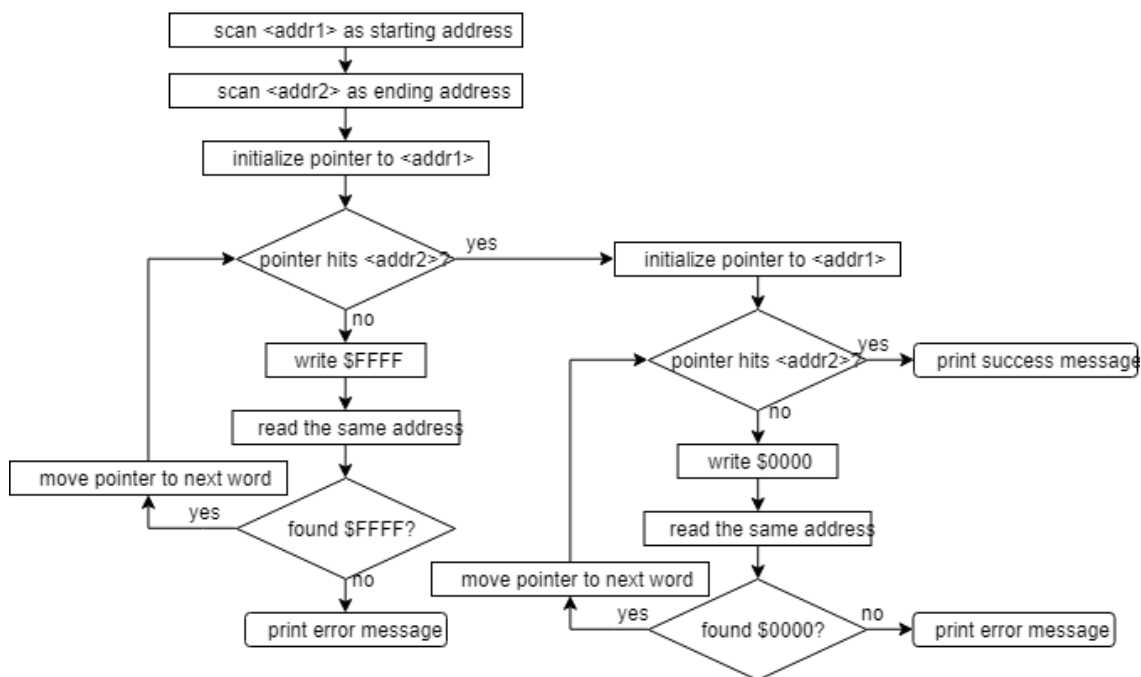 scan <addr1> as starting address
scan <addr2> as ending address
initialize pointer to <addr1>
pointer hits <addr2>?
yes
no
write $FFFF
read the same address
move pointer to next word
yes
found $FFFF?
no
print error message
initialize pointer to <addr1>
pointer hits <addr2>?
yes
print success message
no
write $0000
read the same address
move pointer to next word
yes
found $0000?
no
print error message